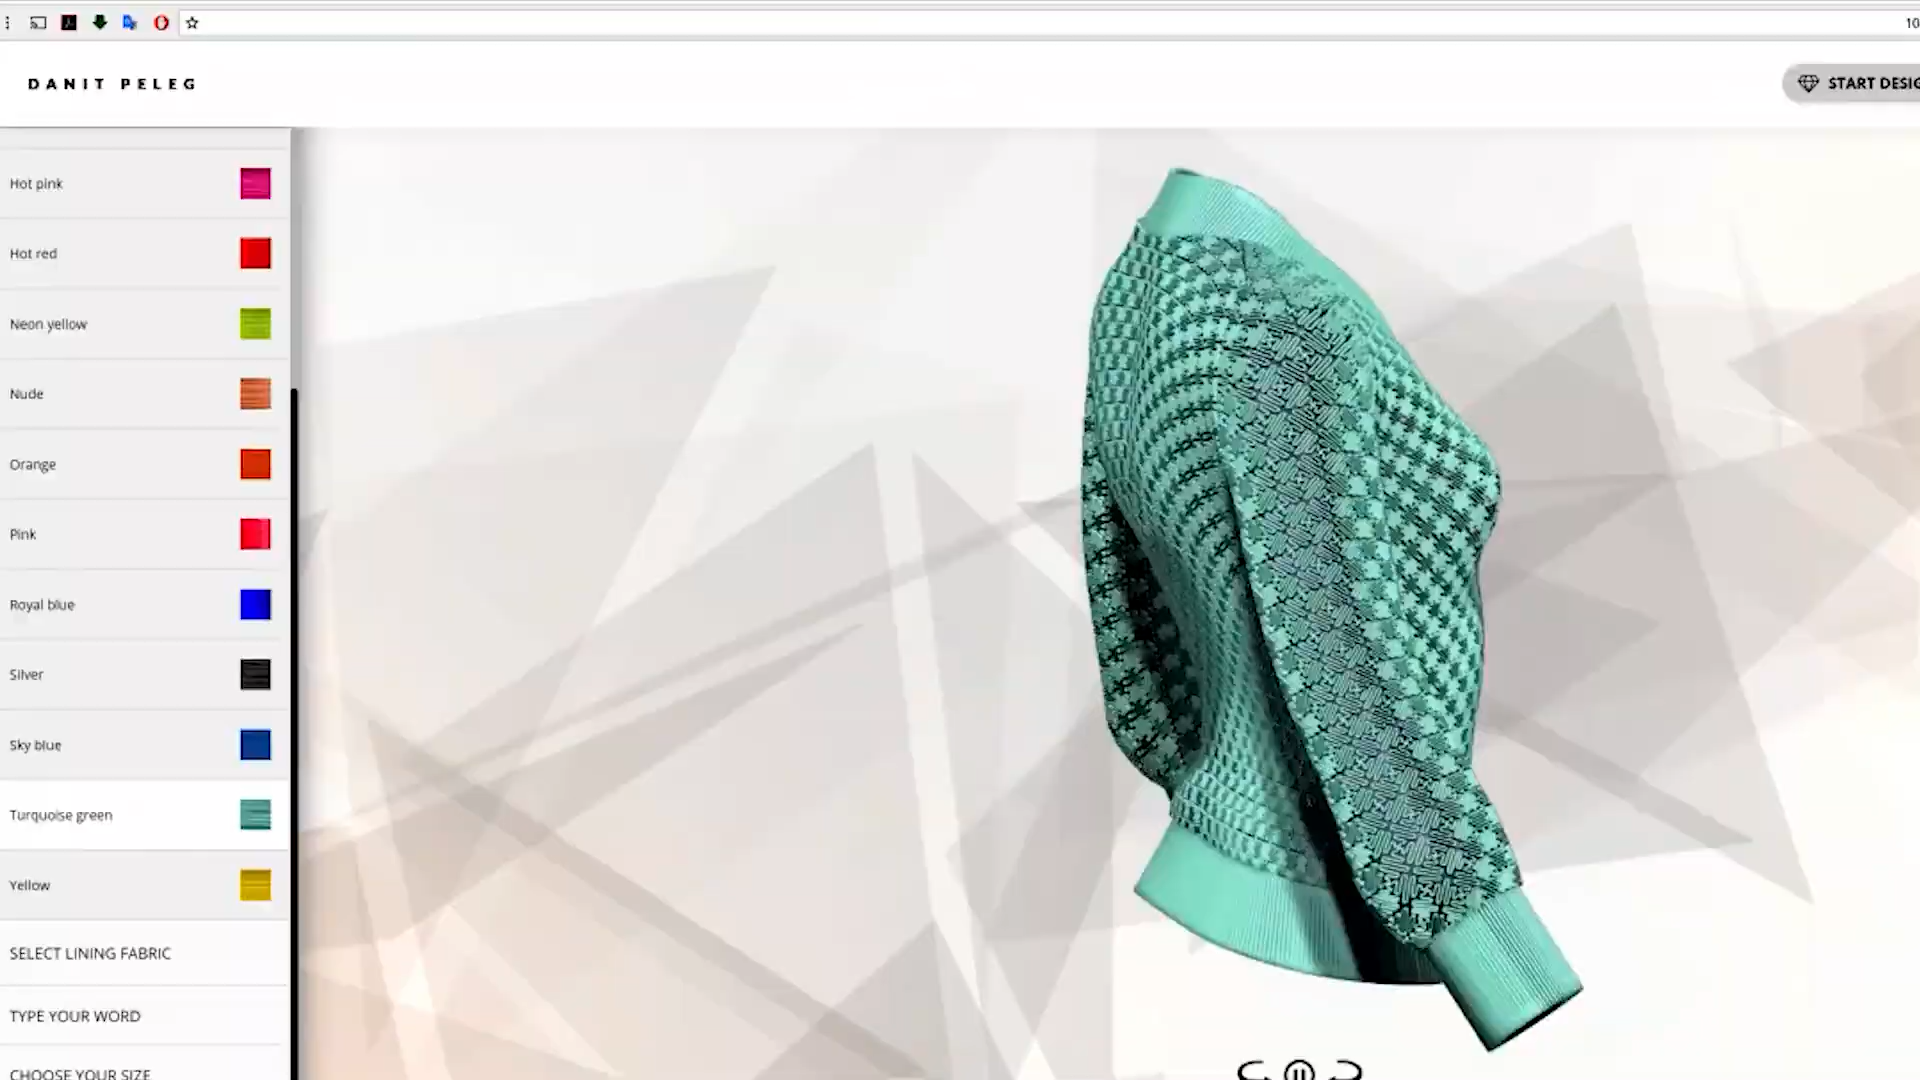 10
DANIT PELEG
START DESIG
Hot pink
Hot red
Neon yellow
Nude
Orange
Pink
Royal blue
Silver
Sky blue
Turquoise green
Yellow
SELECT LINING FABRIC
TYPE YOUR WORD
CHOOSE YOUR SIZE